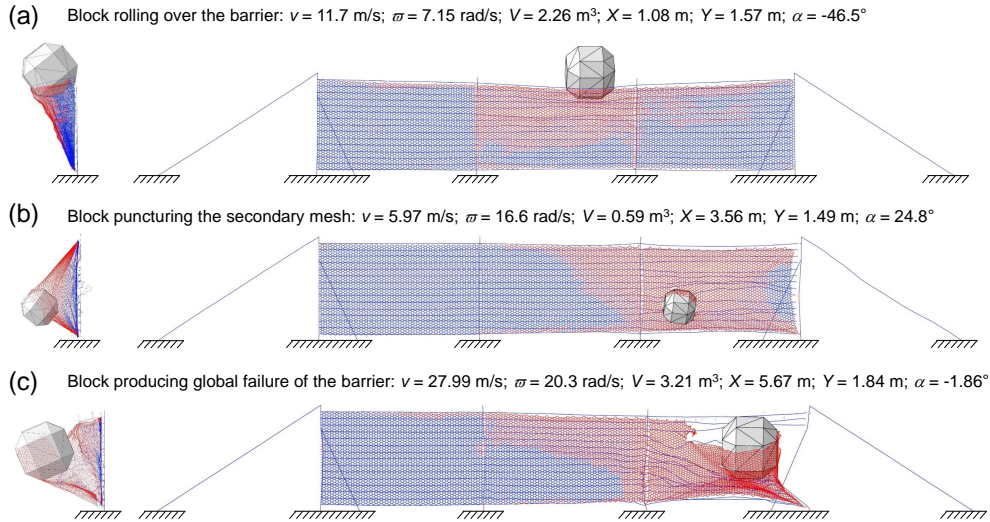 (a) Block rolling over the barrier: v = 11.7 m/s; ϖ = 7.15 rad/s; V = 2.26 m³; X = 1.08 m; Y = 1.57 m; α = -46.5°
(b) Block puncturing the secondary mesh: v = 5.97 m/s; ϖ = 16.6 rad/s; V = 0.59 m³; X = 3.56 m; Y = 1.49 m; α = 24.8°
(c) Block producing global failure of the barrier: v = 27.99 m/s; ϖ = 20.3 rad/s; V = 3.21 m³; X = 5.67 m; Y = 1.84 m; α = -1.86°